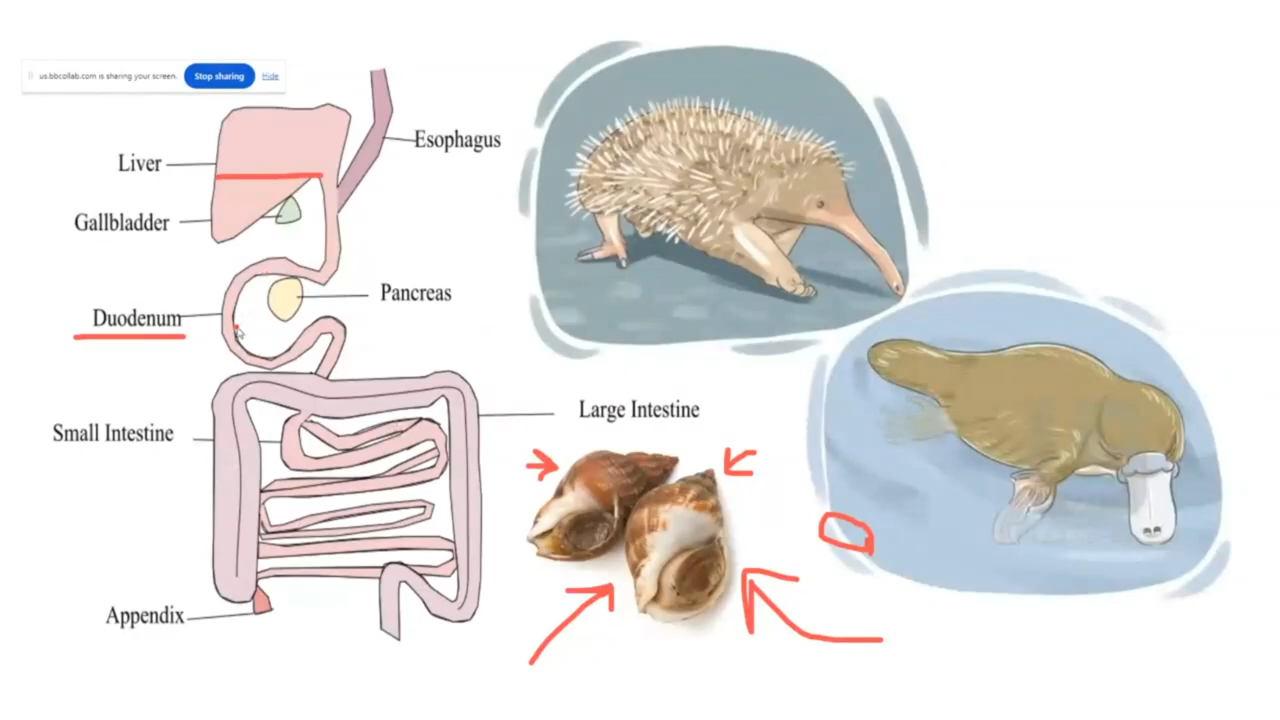 us.bbcollab.com is sharing your screen. Stop sharing Hide
Liver
Esophagus
Gallbladder
Pancreas
Duodenum
Large Intestine
Small Intestine
Appendix